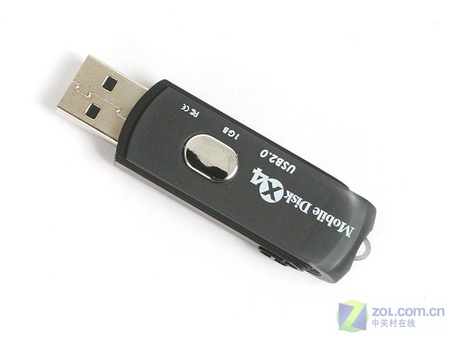 Mobile Disk X4
USB2.0
1GB
FC CE
ZOL.COM.CN
中关村在线